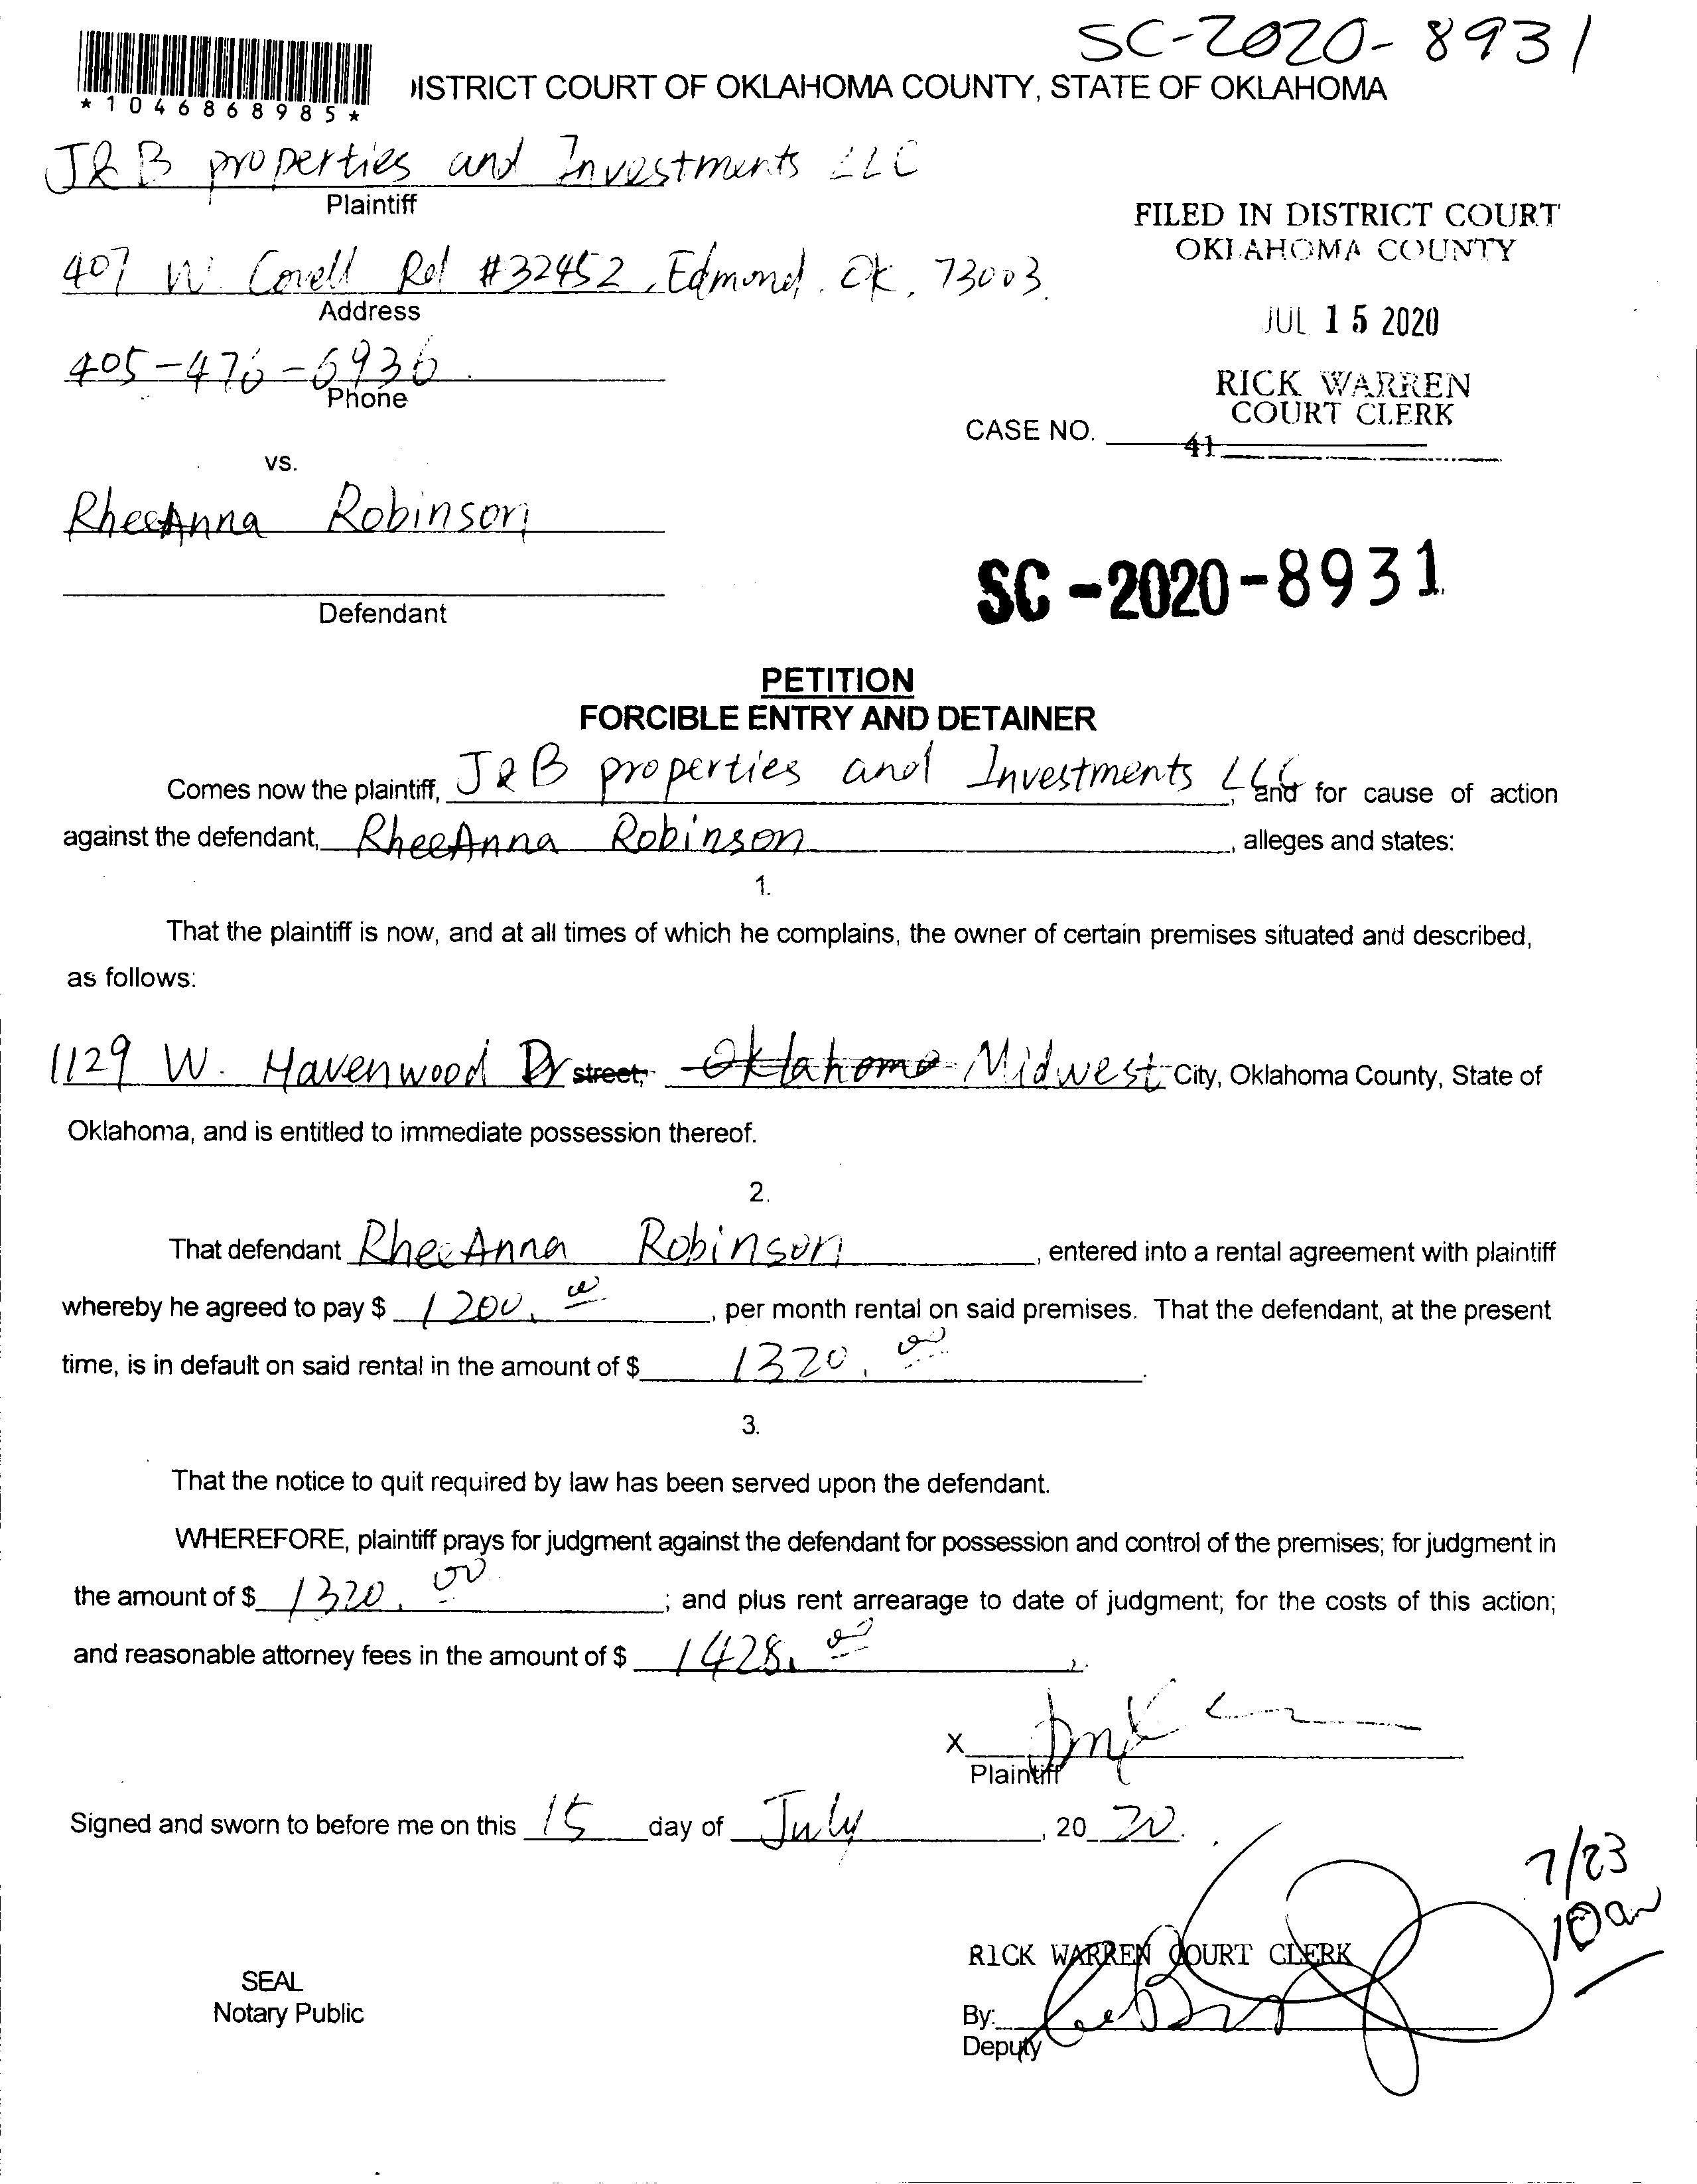 SC-2020-8931
*1046868985*
ISTRICT COURT OF OKLAHOMA COUNTY, STATE OF OKLAHOMA
J&B properties and Investments LLC
Plaintiff
FILED IN DISTRICT COURT
OKLAHOMA COUNTY
407 W. Covell Rd #32452, Edmond, OK, 73003.
Address
JUL 15 2020
405-476-6936
Phone
RICK WARREN
COURT CLERK
CASE NO.
41
vs.
RheeAnna Robinson
SC-2020-8931
Defendant
PETITION
FORCIBLE ENTRY AND DETAINER
Comes now the plaintiff, J&B properties and Investments LLC, and for cause of action
against the defendant, RheeAnna Robinson, alleges and states:
1.
That the plaintiff is now, and at all times of which he complains, the owner of certain premises situated and described,
as follows:
1129 W. Havenwood Dr street, Oklahoma Midwest City, Oklahoma County, State of
Oklahoma, and is entitled to immediate possession thereof.
2.
That defendant RheeAnna Robinson, entered into a rental agreement with plaintiff
whereby he agreed to pay $ 1200.00, per month rental on said premises. That the defendant, at the present
time, is in default on said rental in the amount of $ 1320.00.
3.
That the notice to quit required by law has been served upon the defendant.
WHEREFORE, plaintiff prays for judgment against the defendant for possession and control of the premises; for judgment in
the amount of $ 1320.00; and plus rent arrearage to date of judgment; for the costs of this action;
and reasonable attorney fees in the amount of $ 1428.00.
X
Plaintiff
Signed and sworn to before me on this 15 day of July, 20 20.
7/23
10am
RICK WARREN COURT CLERK
SEAL
Notary Public
By:
Deputy